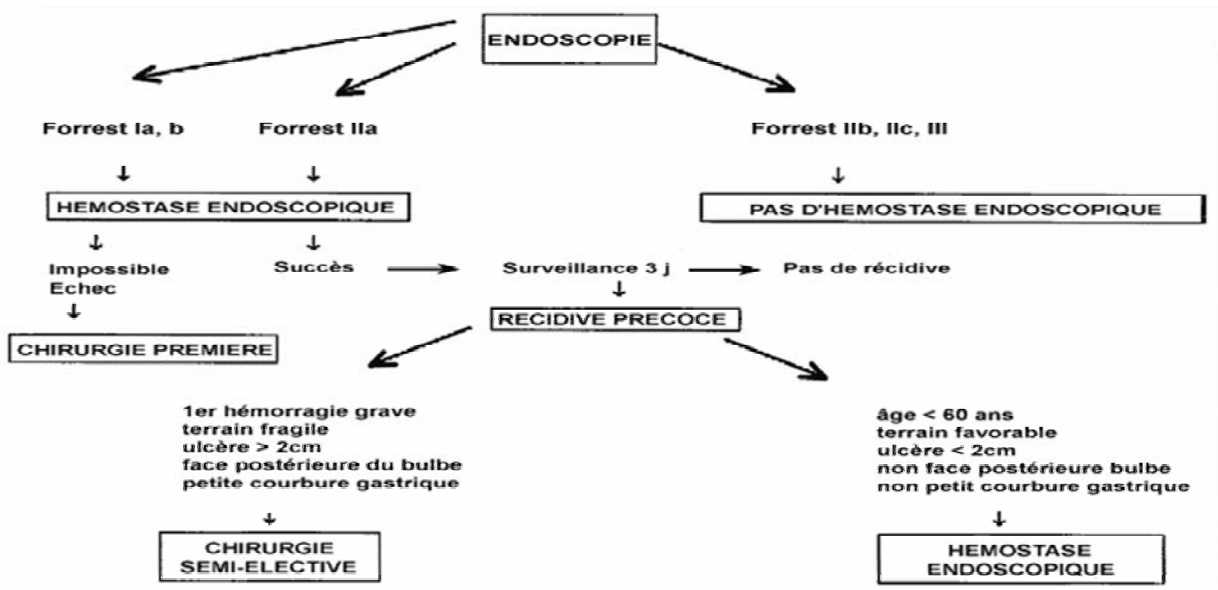 ENDOSCOPIE
Forrest Ia, b
Forrest IIa
Forrest IIb, IIc, III
HEMOSTASE ENDOSCOPIQUE
PAS D'HEMOSTASE ENDOSCOPIQUE
Impossible
Echec
Succès
Surveillance 3 j
Pas de récidive
RECIDIVE PRECOCE
CHIRURGIE PREMIERE
1er hémorragie grave
terrain fragile
ulcère > 2cm
face postérieure du bulbe
petite courbure gastrique
âge < 60 ans
terrain favorable
ulcère < 2cm
non face postérieure bulbe
non petit courbure gastrique
CHIRURGIE
SEMI-ELECTIVE
HEMOSTASE
ENDOSCOPIQUE